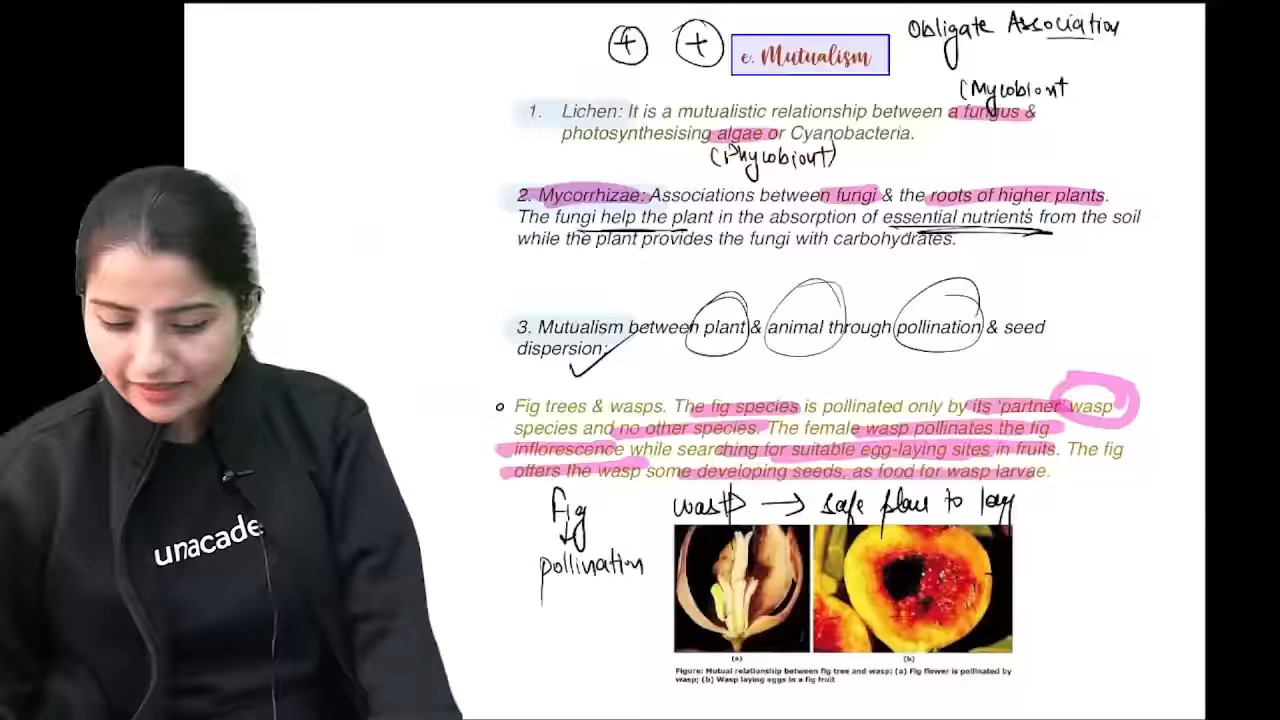 Obligate Association
+ + e. Mutualism
(Mycobiont
1. Lichen: It is a mutualistic relationship between a fungus &
photosynthesising algae or Cyanobacteria.
(Phycobiont)
2. Mycorrhizae: Associations between fungi & the roots of higher plants.
The fungi help the plant in the absorption of essential nutrients from the soil
while the plant provides the fungi with carbohydrates.
3. Mutualism between plant & animal through pollination & seed
dispersion:
Fig trees & wasps. The fig species is pollinated only by its 'partner' wasp
species and no other species. The female wasp pollinates the fig
inflorescence while searching for suitable egg-laying sites in fruits. The fig
offers the wasp some developing seeds, as food for wasp larvae.
Fig wasp → safe place to lay
pollination
unacade
(a) (b)
Figure: Mutual relationship between fig tree and wasp; (a) Fig flower is pollinated by
wasp; (b) Wasp laying eggs in a fig fruit